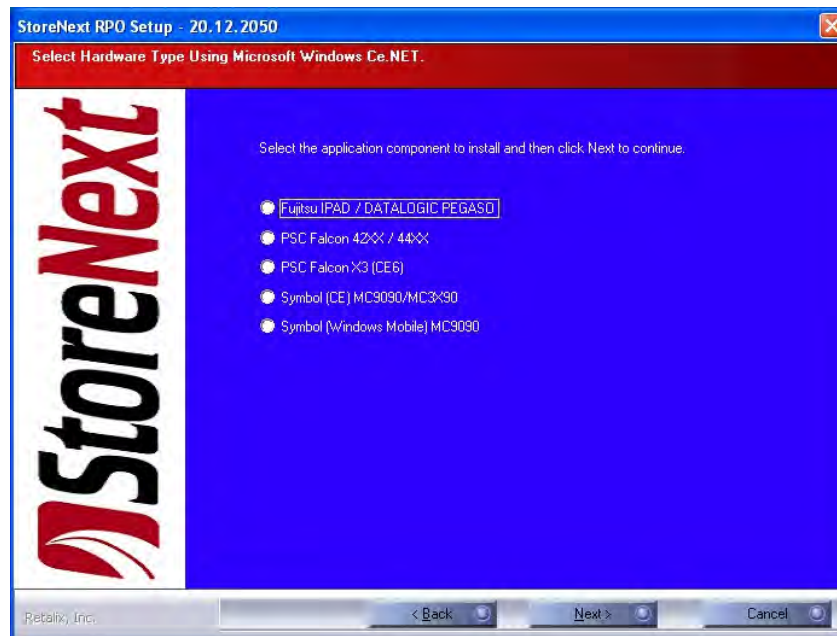 StoreNext RPO Setup - 20.12.2050
Select Hardware Type Using Microsoft Windows Ce.NET.
StoreNext
Select the application component to install and then click Next to continue.
Fujitsu IPAD / DATALOGIC PEGASO
PSC Falcon 42XX / 44XX
PSC Falcon X3 (CE6)
Symbol (CE) MC9090/MC3X90
Symbol (Windows Mobile) MC9090
Retalix, Inc.
< Back
Next >
Cancel